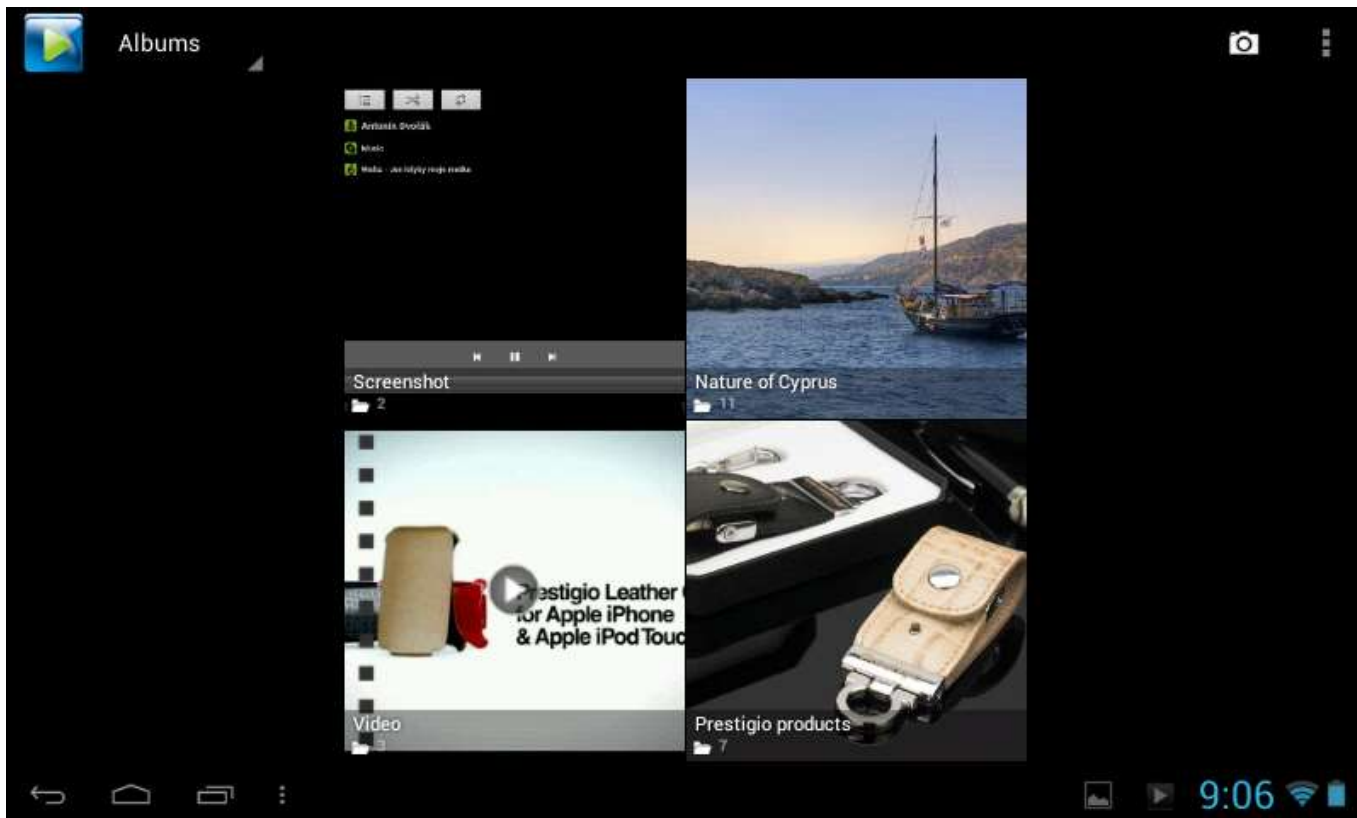 Albums
Antonín Dvořák
Music
Screenshot
2
Nature of Cyprus
11
Prestigio Leather
for Apple iPhone
& Apple iPod Touc
Video
3
Prestigio products
7
9:06